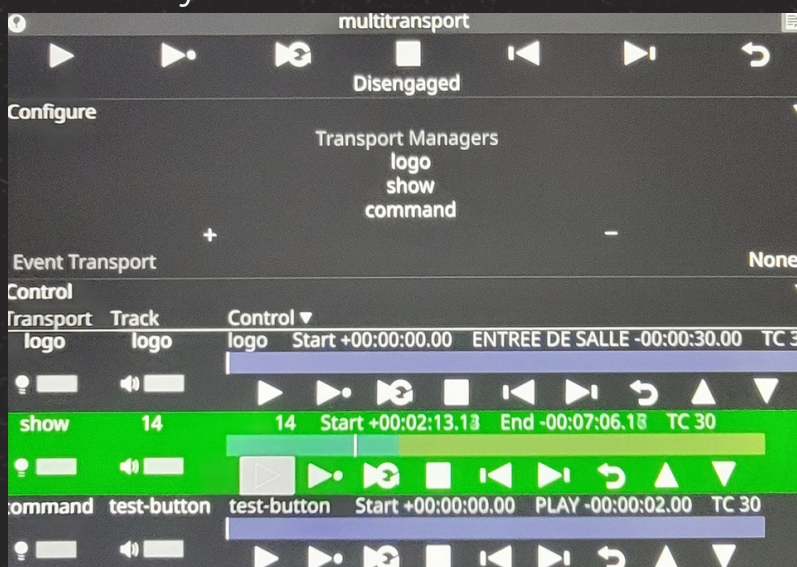 multitransport
Disengaged
Configure
Transport Managers
logo
show
command
+ −
Event Transport None
Control
Transport Track Control ▼
logo logo logo Start +00:00:00.00 ENTREE DE SALLE -00:00:30.00 TC 3
show 14 14 Start +00:02:13.13 End -00:07:06.18 TC 30
ommand test-button test-button Start +00:00:00.00 PLAY -00:00:02.00 TC 30